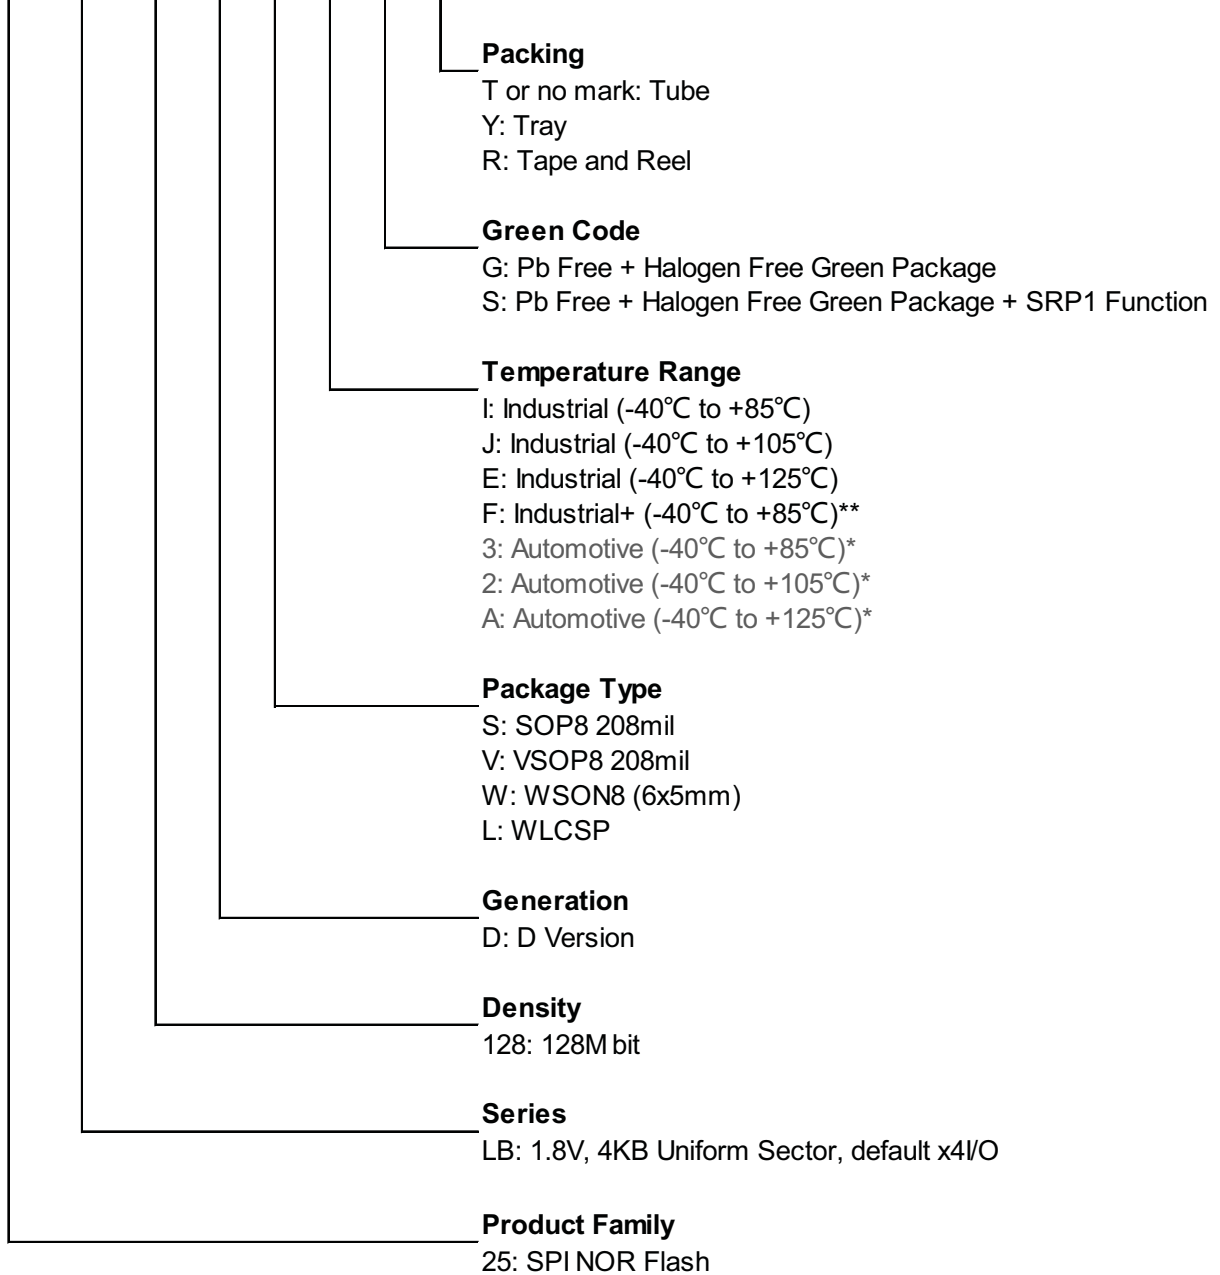 Packing
T or no mark: Tube
Y: Tray
R: Tape and Reel
Green Code
G: Pb Free + Halogen Free Green Package
S: Pb Free + Halogen Free Green Package + SRP1 Function
Temperature Range
I: Industrial (-40℃ to +85℃)
J: Industrial (-40℃ to +105℃)
E: Industrial (-40℃ to +125℃)
F: Industrial+ (-40℃ to +85℃)**
3: Automotive (-40℃ to +85℃)*
2: Automotive (-40℃ to +105℃)*
A: Automotive (-40℃ to +125℃)*
Package Type
S: SOP8 208mil
V: VSOP8 208mil
W: WSON8 (6x5mm)
L: WLCSP
Generation
D: D Version
Density
128: 128M bit
Series
LB: 1.8V, 4KB Uniform Sector, default x4I/O
Product Family
25: SPI NOR Flash